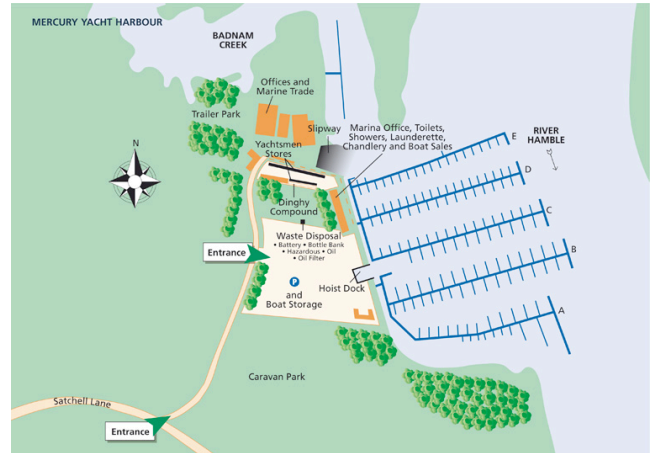 MERCURY YACHT HARBOUR
BADNAM
CREEK
Offices and
Marine Trade
Trailer Park
Slipway
Marina Office, Toilets,
Showers, Launderette,
Chandlery and Boat Sales
E
RIVER
HAMBLE
N
Yachtsmen
Stores
D
Dinghy
Compound
C
Waste Disposal
• Battery • Bottle Bank
• Hazardous • Oil
• Oil Filter
Entrance
B
P
and
Boat Storage
Hoist Dock
A
Caravan Park
Satchell Lane
Entrance